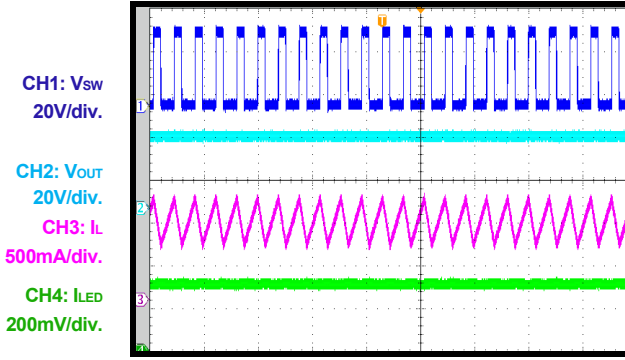 T
CH1: VSW
20V/div.
1
CH2: VOUT
20V/div.
2
CH3: IL
500mA/div.
CH4: ILED
200mV/div.
3
4